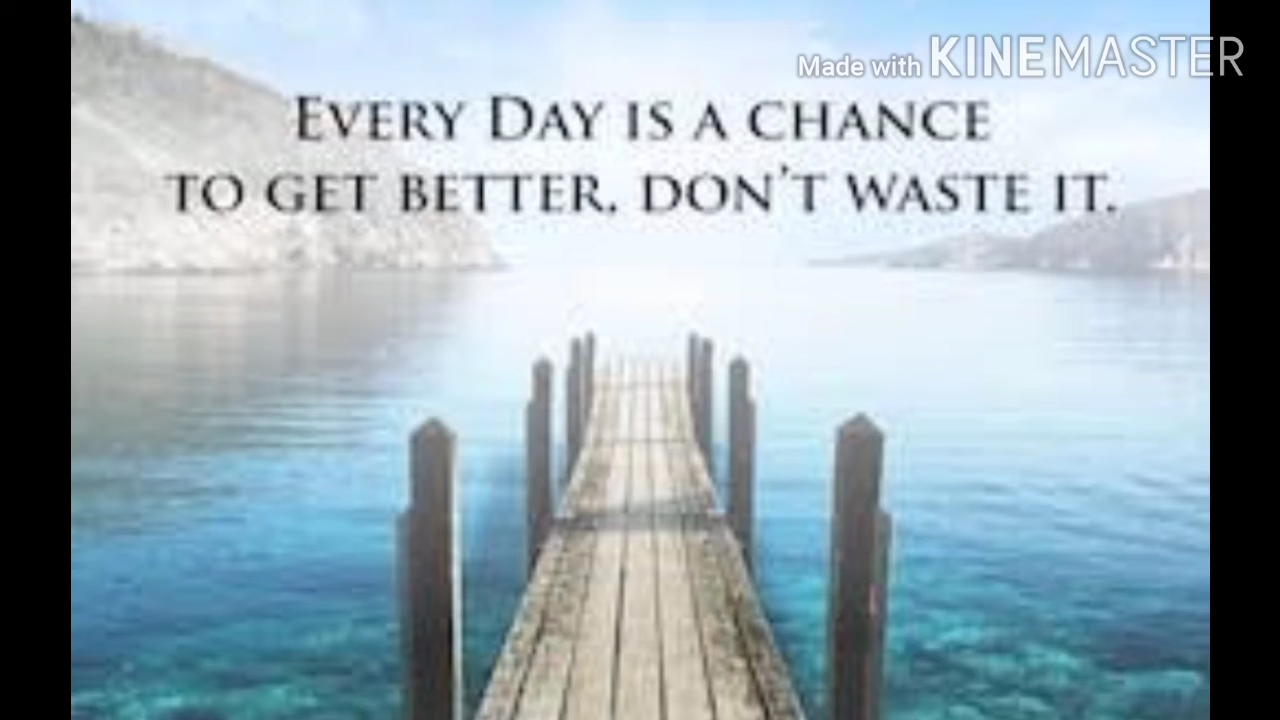 Made with KINEMASTER
EVERY DAY IS A CHANCE
TO GET BETTER. DON'T WASTE IT.